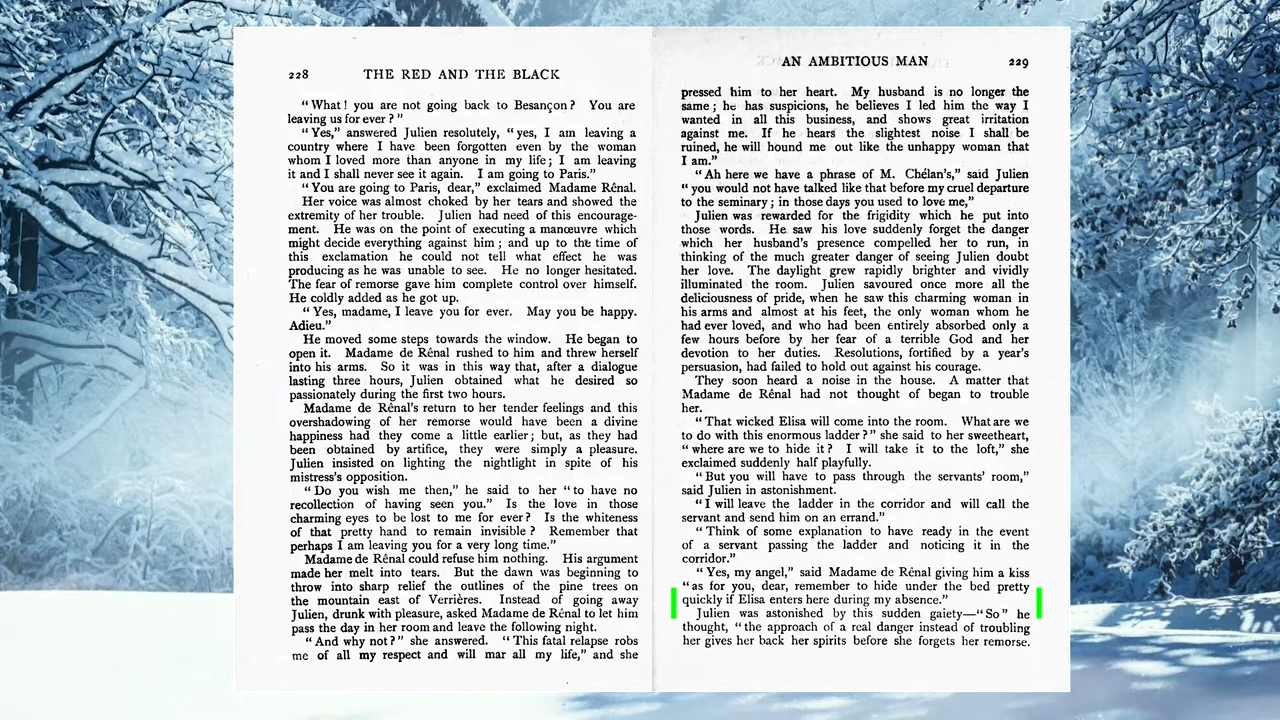 228 THE RED AND THE BLACK
“What! you are not going back to Besançon? You are
leaving us for ever?”
“Yes,” answered Julien resolutely, “yes, I am leaving a
country where I have been forgotten even by the woman
whom I loved more than anyone in my life; I am leaving
it and I shall never see it again. I am going to Paris.”
“You are going to Paris, dear,” exclaimed Madame Rênal.
Her voice was almost choked by her tears and showed the
extremity of her trouble. Julien had need of this encourage-
ment. He was on the point of executing a manœuvre which
might decide everything against him; and up to the time of
this exclamation he could not tell what effect he was
producing as he was unable to see. He no longer hesitated.
The fear of remorse gave him complete control over himself.
He coldly added as he got up.
“Yes, madame, I leave you for ever. May you be happy.
Adieu.”
He moved some steps towards the window. He began to
open it. Madame de Rênal rushed to him and threw herself
into his arms. So it was in this way that, after a dialogue
lasting three hours, Julien obtained what he desired so
passionately during the first two hours.
Madame de Rênal’s return to her tender feelings and this
overshadowing of her remorse would have been a divine
happiness had they come a little earlier; but, as they had
been obtained by artifice, they were simply a pleasure.
Julien insisted on lighting the nightlight in spite of his
mistress’s opposition.
“Do you wish me then,” he said to her “to have no
recollection of having seen you.” Is the love in those
charming eyes to be lost to me for ever? Is the whiteness
of that pretty hand to remain invisible? Remember that
perhaps I am leaving you for a very long time.”
Madame de Rênal could refuse him nothing. His argument
made her melt into tears. But the dawn was beginning to
throw into sharp relief the outlines of the pine trees on
the mountain east of Verrières. Instead of going away
Julien, drunk with pleasure, asked Madame de Rênal to let him
pass the day in her room and leave the following night.
“And why not?” she answered. “This fatal relapse robs
me of all my respect and will mar all my life,” and she
AN AMBITIOUS MAN 229
pressed him to her heart. My husband is no longer the
same; he has suspicions, he believes I led him the way I
wanted in all this business, and shows great irritation
against me. If he hears the slightest noise I shall be
ruined, he will hound me out like the unhappy woman that
I am.”
“Ah here we have a phrase of M. Chélan’s,” said Julien
“you would not have talked like that before my cruel departure
to the seminary; in those days you used to love me,”
Julien was rewarded for the frigidity which he put into
those words. He saw his love suddenly forget the danger
which her husband’s presence compelled her to run, in
thinking of the much greater danger of seeing Julien doubt
her love. The daylight grew rapidly brighter and vividly
illuminated the room. Julien savoured once more all the
deliciousness of pride, when he saw this charming woman in
his arms and almost at his feet, the only woman whom he
had ever loved, and who had been entirely absorbed only a
few hours before by her fear of a terrible God and her
devotion to her duties. Resolutions, fortified by a year’s
persuasion, had failed to hold out against his courage.
They soon heard a noise in the house. A matter that
Madame de Rênal had not thought of began to trouble
her.
“That wicked Elisa will come into the room. What are we
to do with this enormous ladder?” she said to her sweetheart,
“where are we to hide it? I will take it to the loft,” she
exclaimed suddenly half playfully.
“But you will have to pass through the servants’ room,”
said Julien in astonishment.
“I will leave the ladder in the corridor and will call the
servant and send him on an errand.”
“Think of some explanation to have ready in the event
of a servant passing the ladder and noticing it in the
corridor.”
“Yes, my angel,” said Madame de Rênal giving him a kiss
“as for you, dear, remember to hide under the bed pretty
quickly if Elisa enters here during my absence.”
Julien was astonished by this sudden gaiety—“So” he
thought, “the approach of a real danger instead of troubling
her gives her back her spirits before she forgets her remorse.